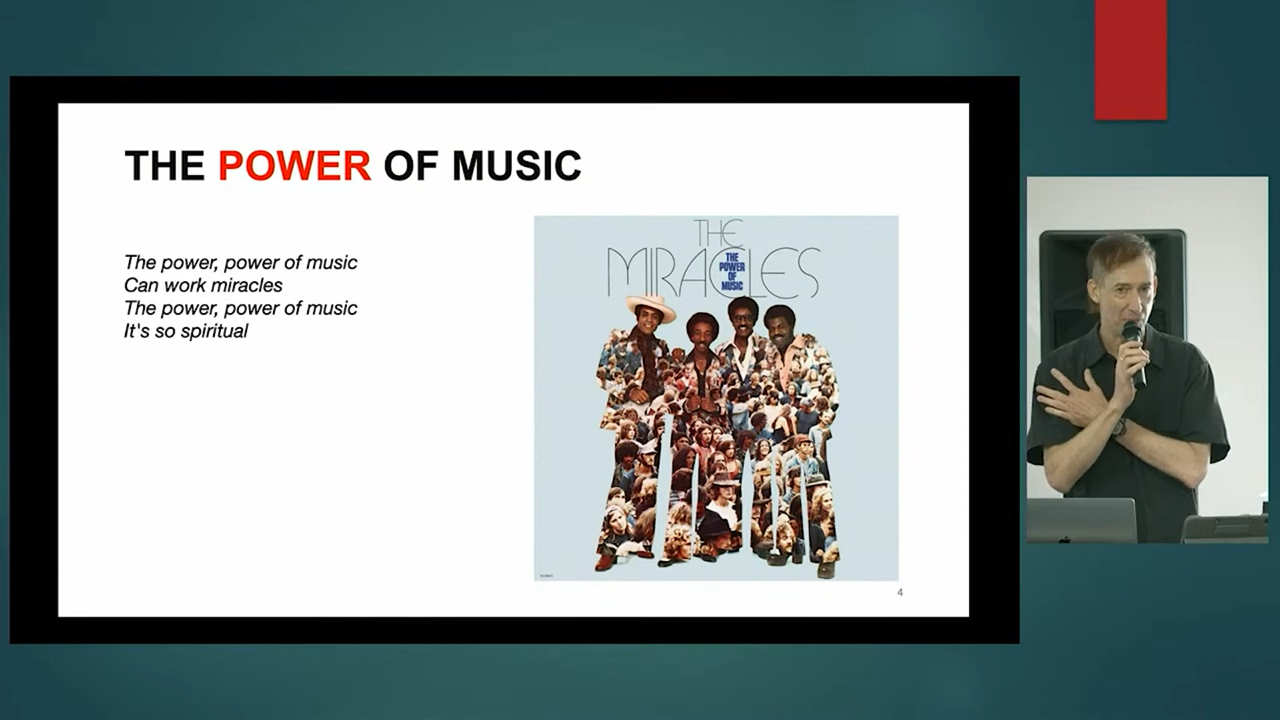 THE POWER OF MUSIC
The power, power of music
Can work miracles
The power, power of music
It's so spiritual
THE
MIRACLES
THE
POWER
OF
MUSIC
4